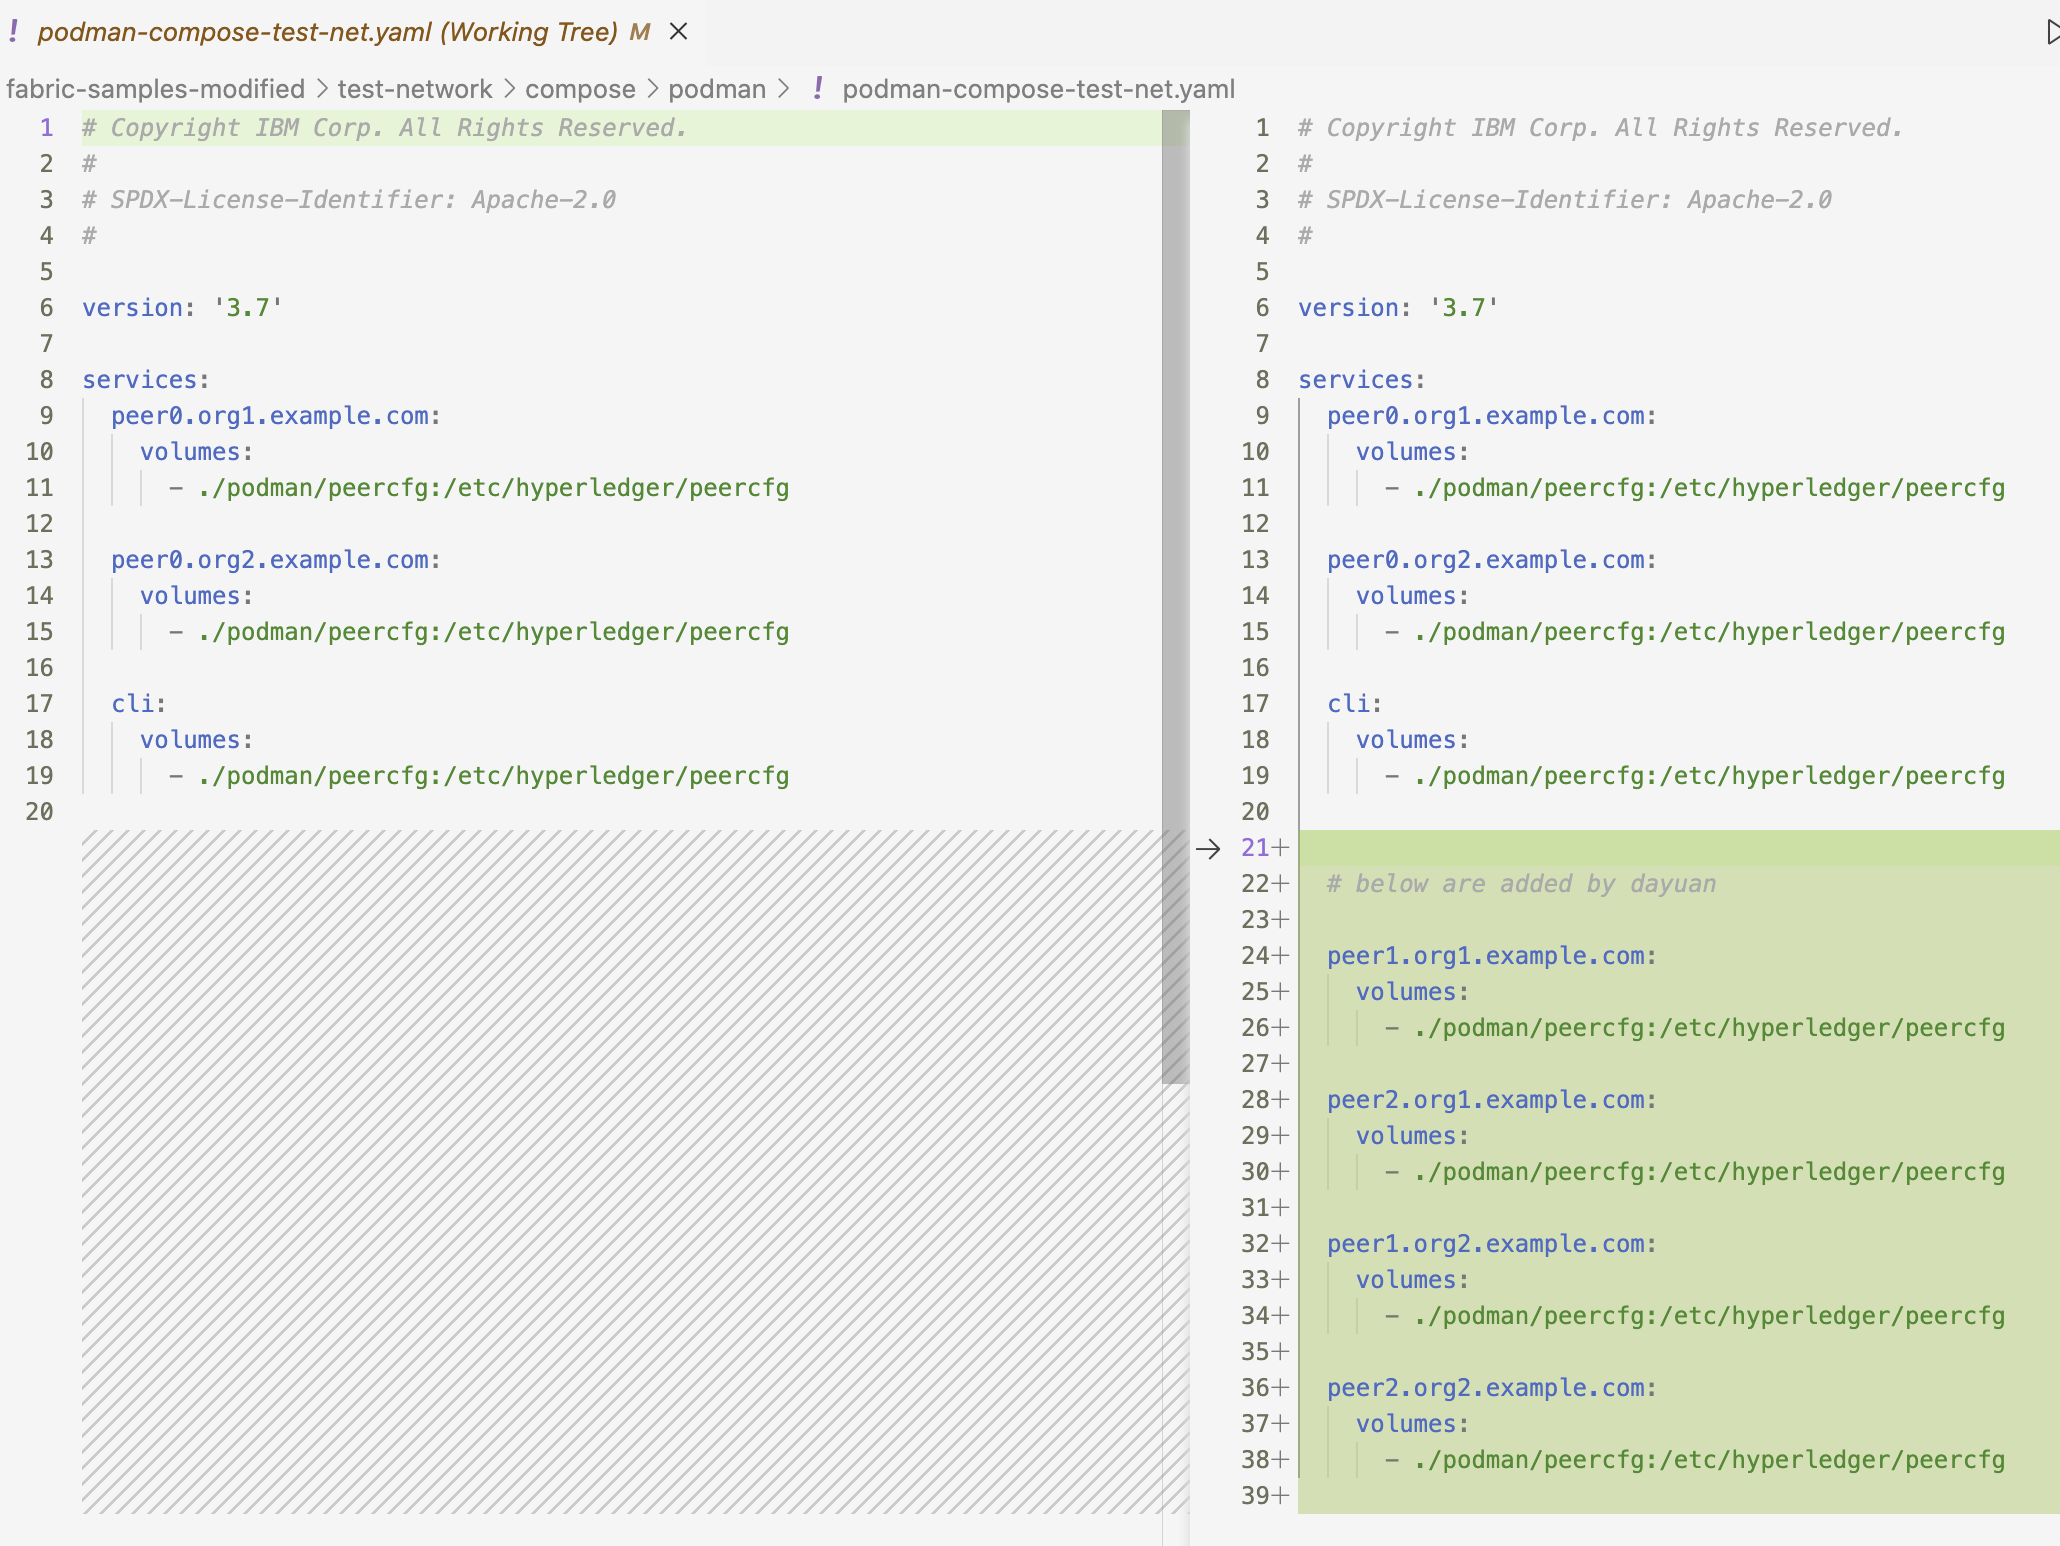 ! podman-compose-test-net.yaml (Working Tree) M ×
fabric-samples-modified > test-network > compose > podman > ! podman-compose-test-net.yaml
1 # Copyright IBM Corp. All Rights Reserved.
2 #
3 # SPDX-License-Identifier: Apache-2.0
4 #
5
6 version: '3.7'
7
8 services:
9 peer0.org1.example.com:
10 volumes:
11 - ./podman/peercfg:/etc/hyperledger/peercfg
12
13 peer0.org2.example.com:
14 volumes:
15 - ./podman/peercfg:/etc/hyperledger/peercfg
16
17 cli:
18 volumes:
19 - ./podman/peercfg:/etc/hyperledger/peercfg
20
1 # Copyright IBM Corp. All Rights Reserved.
2 #
3 # SPDX-License-Identifier: Apache-2.0
4 #
5
6 version: '3.7'
7
8 services:
9 peer0.org1.example.com:
10 volumes:
11 - ./podman/peercfg:/etc/hyperledger/peercfg
12
13 peer0.org2.example.com:
14 volumes:
15 - ./podman/peercfg:/etc/hyperledger/peercfg
16
17 cli:
18 volumes:
19 - ./podman/peercfg:/etc/hyperledger/peercfg
20
→ 21+
22+ # below are added by dayuan
23+
24+ peer1.org1.example.com:
25+ volumes:
26+ - ./podman/peercfg:/etc/hyperledger/peercfg
27+
28+ peer2.org1.example.com:
29+ volumes:
30+ - ./podman/peercfg:/etc/hyperledger/peercfg
31+
32+ peer1.org2.example.com:
33+ volumes:
34+ - ./podman/peercfg:/etc/hyperledger/peercfg
35+
36+ peer2.org2.example.com:
37+ volumes:
38+ - ./podman/peercfg:/etc/hyperledger/peercfg
39+